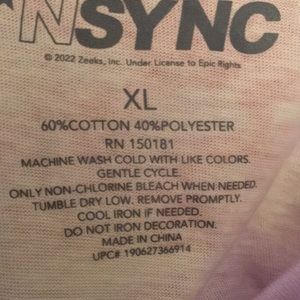 *NSYNC
© 2022 Zeeks, Inc. Under License to Epic Rights
XL
60%COTTON 40%POLYESTER
RN 150181
MACHINE WASH COLD WITH LIKE COLORS.
GENTLE CYCLE.
ONLY NON-CHLORINE BLEACH WHEN NEEDED.
TUMBLE DRY LOW. REMOVE PROMPTLY.
COOL IRON IF NEEDED.
DO NOT IRON DECORATION.
MADE IN CHINA
UPC# 190627366914